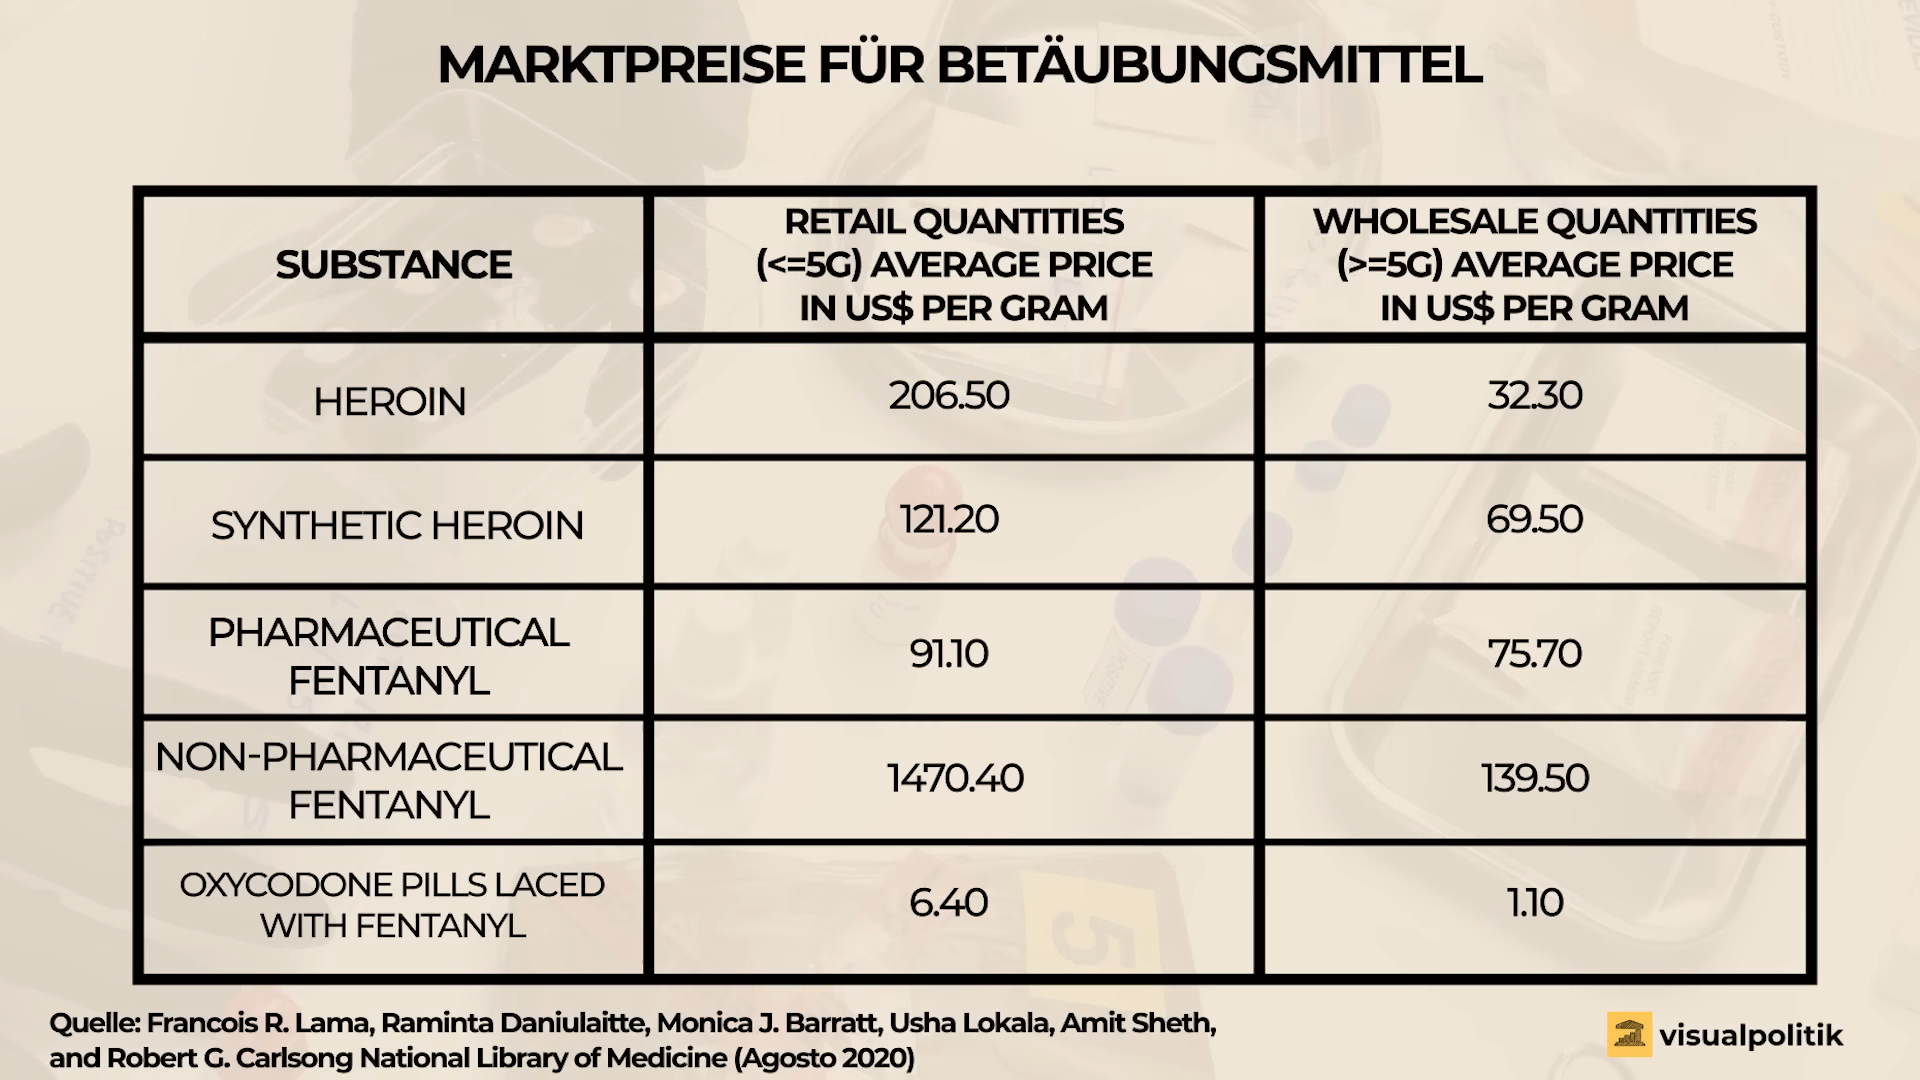 MARKTPREISE FÜR BETÄUBUNGSMITTEL
SUBSTANCE
RETAIL QUANTITIES
(<=5G) AVERAGE PRICE
IN US$ PER GRAM
WHOLESALE QUANTITIES
(>=5G) AVERAGE PRICE
IN US$ PER GRAM
HEROIN
206.50
32.30
SYNTHETIC HEROIN
121.20
69.50
PHARMACEUTICAL
FENTANYL
91.10
75.70
NON-PHARMACEUTICAL
FENTANYL
1470.40
139.50
OXYCODONE PILLS LACED
WITH FENTANYL
6.40
1.10
5
POSITIVE
Quelle: Francois R. Lama, Raminta Daniulaitte, Monica J. Barratt, Usha Lokala, Amit Sheth,
and Robert G. Carlsong National Library of Medicine (Agosto 2020)
visualpolitik